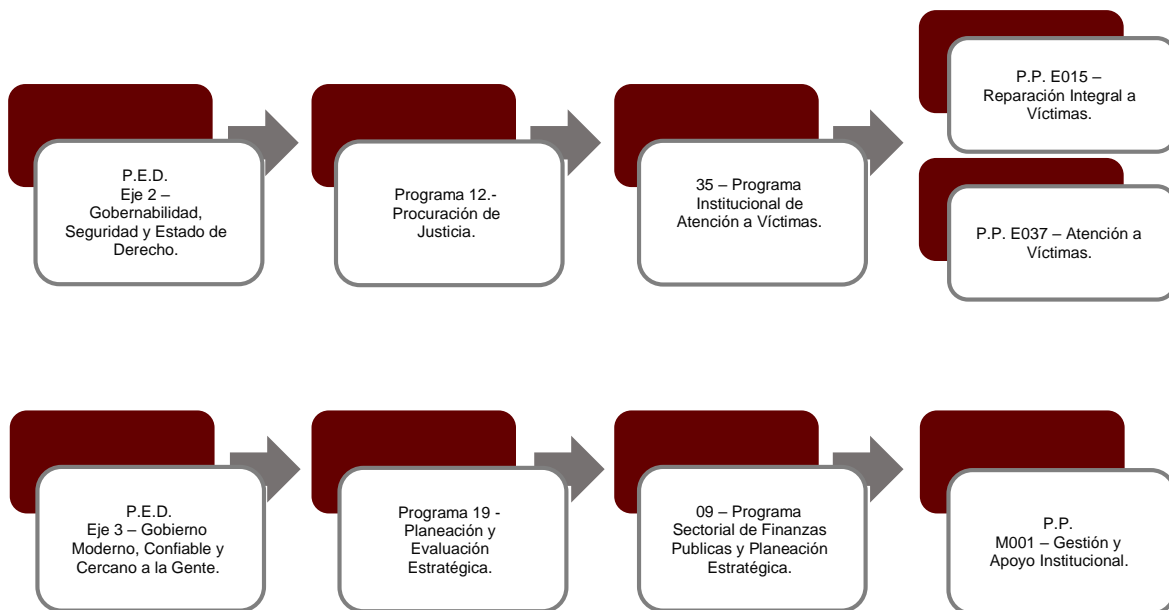 P.E.D.
Eje 2 –
Gobernabilidad,
Seguridad y Estado de
Derecho.
Programa 12.-
Procuración de
Justicia.
35 – Programa
Institucional de
Atención a Víctimas.
P.P. E015 –
Reparación Integral a
Víctimas.
P.P. E037 – Atención a
Víctimas.
P.E.D.
Eje 3 – Gobierno
Moderno, Confiable y
Cercano a la Gente.
Programa 19 -
Planeación y
Evaluación
Estratégica.
09 – Programa
Sectorial de Finanzas
Publicas y Planeación
Estratégica.
P.P.
M001 – Gestión y
Apoyo Institucional.